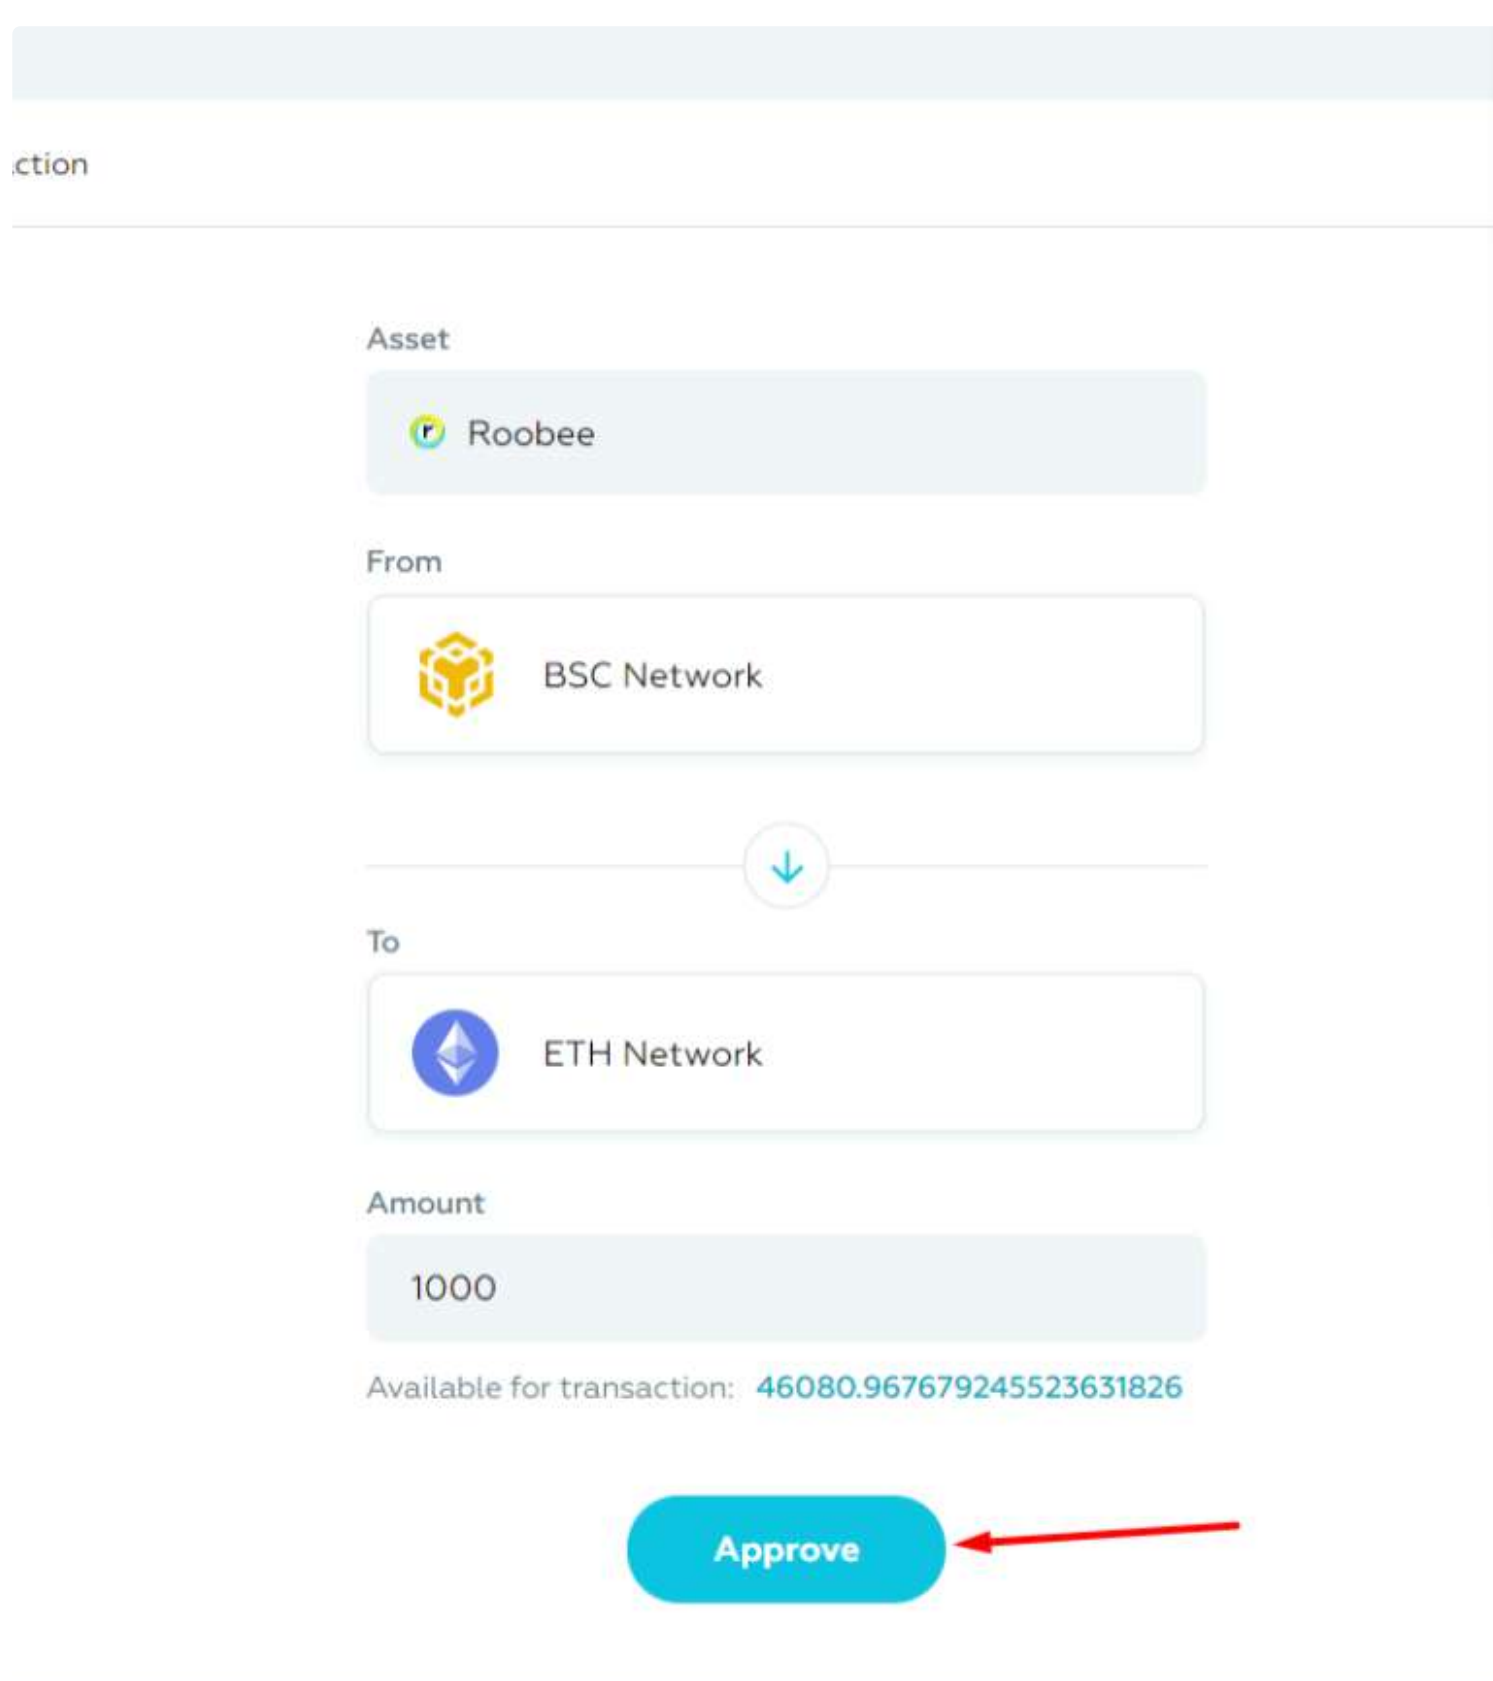 ction
Asset
Roobee
From
BSC Network
To
ETH Network
Amount
1000
Available for transaction: 46080.967679245523631826
Approve